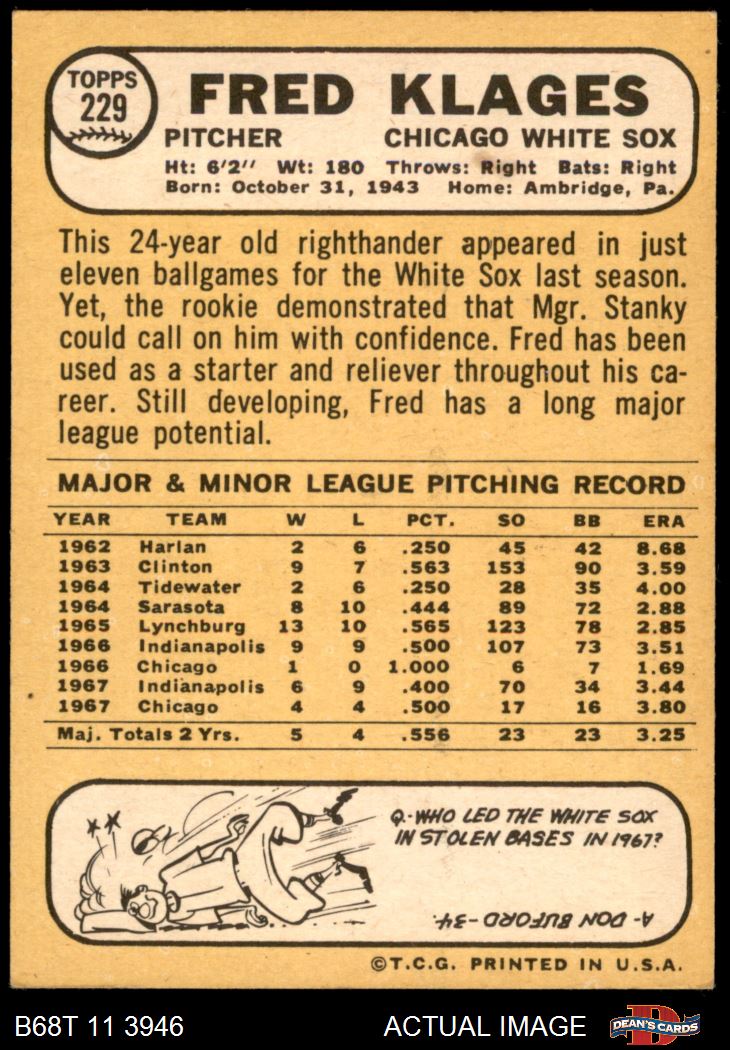 TOPPS
229
FRED KLAGES
PITCHER CHICAGO WHITE SOX
Ht: 6'2" Wt: 180 Throws: Right Bats: Right
Born: October 31, 1943 Home: Ambridge, Pa.
This 24-year old righthander appeared in just
eleven ballgames for the White Sox last season.
Yet, the rookie demonstrated that Mgr. Stanky
could call on him with confidence. Fred has been
used as a starter and reliever throughout his ca-
reer. Still developing, Fred has a long major
league potential.
MAJOR & MINOR LEAGUE PITCHING RECORD
YEAR TEAM W L PCT. SO BB ERA
1962 Harlan 2 6 .250 45 42 8.68
1963 Clinton 9 7 .563 153 90 3.59
1964 Tidewater 2 6 .250 28 35 4.00
1964 Sarasota 8 10 .444 89 72 2.88
1965 Lynchburg 13 10 .565 123 78 2.85
1966 Indianapolis 9 9 .500 107 73 3.51
1966 Chicago 1 0 1.000 6 7 1.69
1967 Indianapolis 6 9 .400 70 34 3.44
1967 Chicago 4 4 .500 17 16 3.80
Maj. Totals 2 Yrs. 5 4 .556 23 23 3.25
Q.-WHO LED THE WHITE SOX
IN STOLEN BASES IN 1967?
A-DON BUFORD-34.
©T.C.G. PRINTED IN U.S.A.
B68T 11 3946 ACTUAL IMAGE
D
DEAN'S CARDS